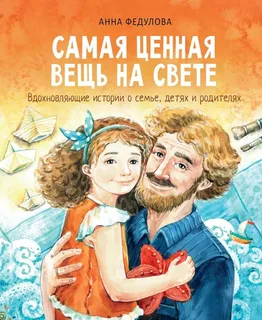 АННА ФЕДУЛОВА
САМАЯ ЦЕННАЯ
ВЕЩЬ НА СВЕТЕ
Вдохновляющие истории о семье, детях и родителях